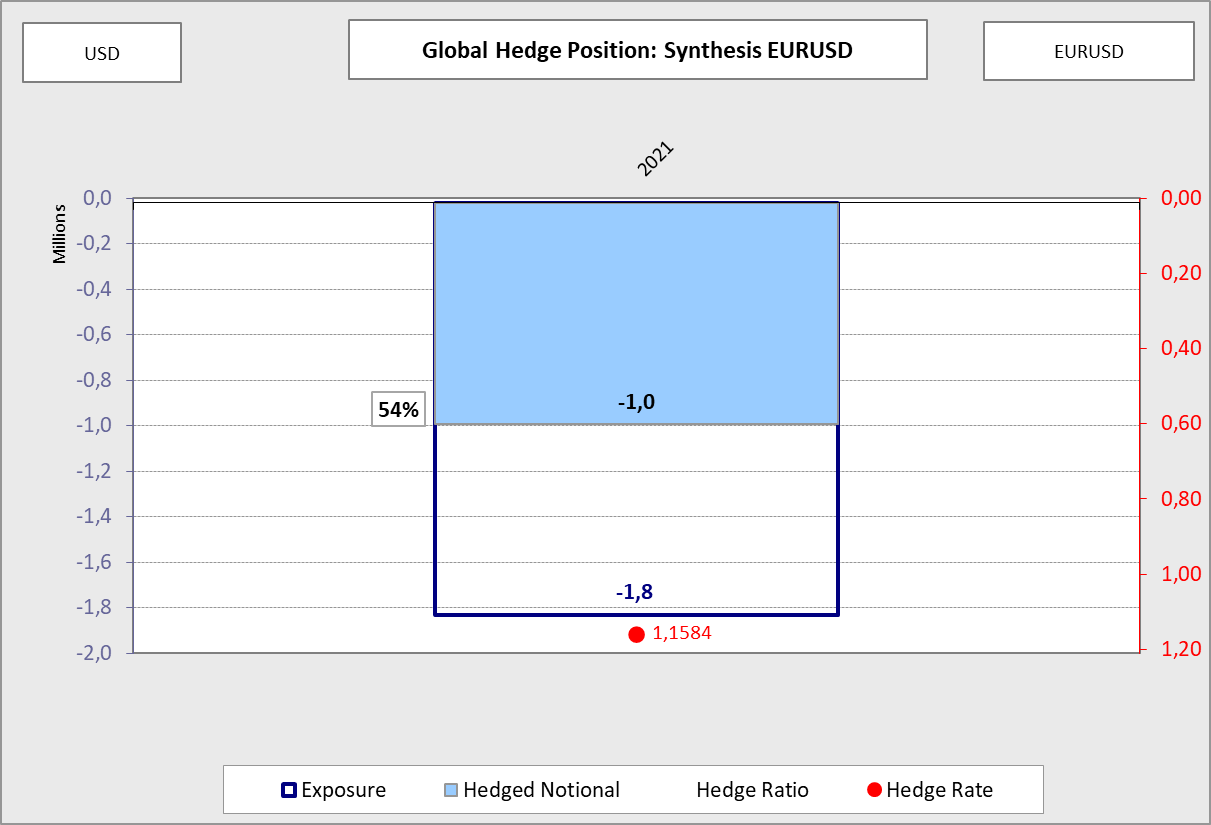 USD
Global Hedge Position: Synthesis EURUSD
EURUSD
2021
Millions
0,0
-0,2
-0,4
-0,6
-0,8
-1,0
-1,2
-1,4
-1,6
-1,8
-2,0
54%
-1,0
-1,8
1,1584
0,00
0,20
0,40
0,60
0,80
1,00
1,20
Exposure
Hedged Notional
Hedge Ratio
Hedge Rate